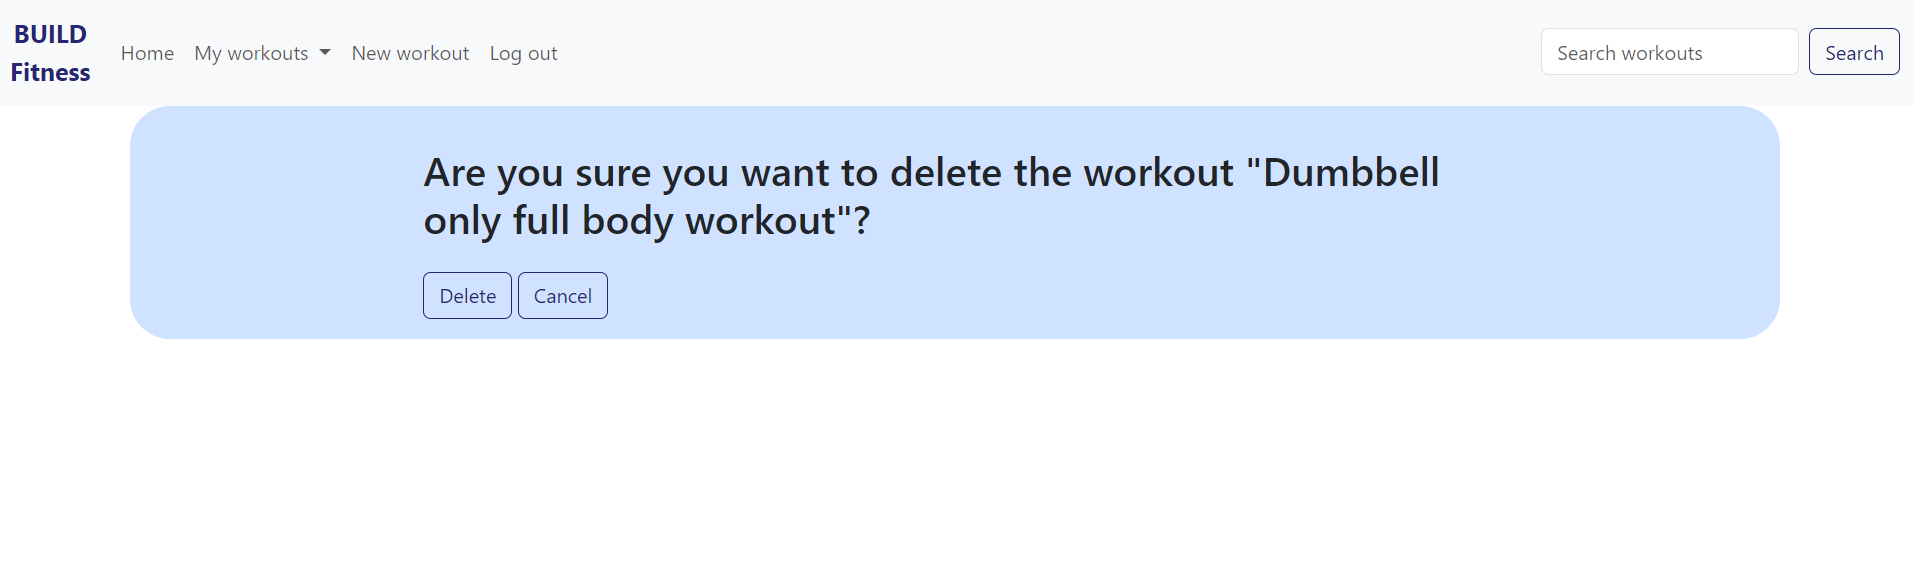 BUILD
Fitness
Home
My workouts
New workout
Log out
Search workouts
Search
Are you sure you want to delete the workout "Dumbbell
only full body workout"?
Delete
Cancel